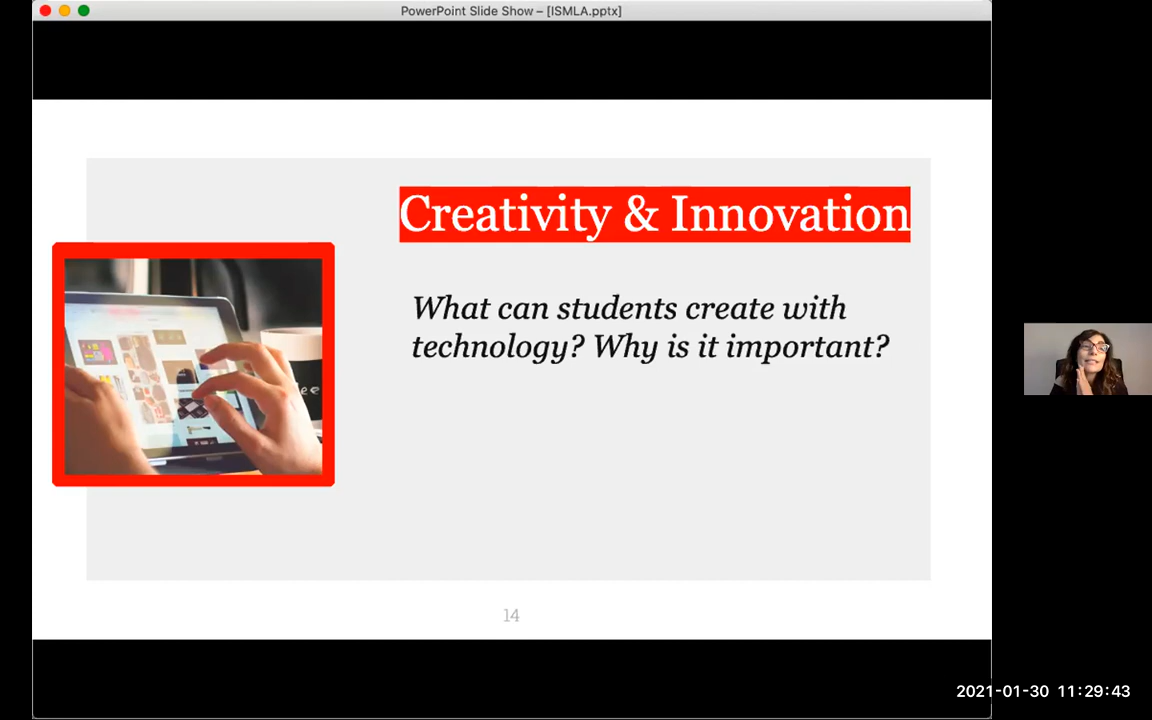 PowerPoint Slide Show – [ISMLA.pptx]
Creativity & Innovation
What can students create with
technology? Why is it important?
14
2021-01-30 11:29:43